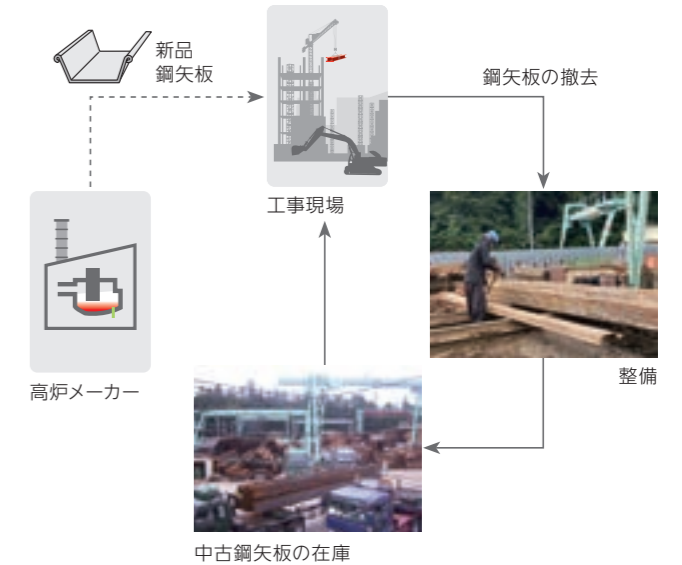 新品
鋼矢板
鋼矢板の撤去
工事現場
高炉メーカー
整備
中古鋼矢板の在庫